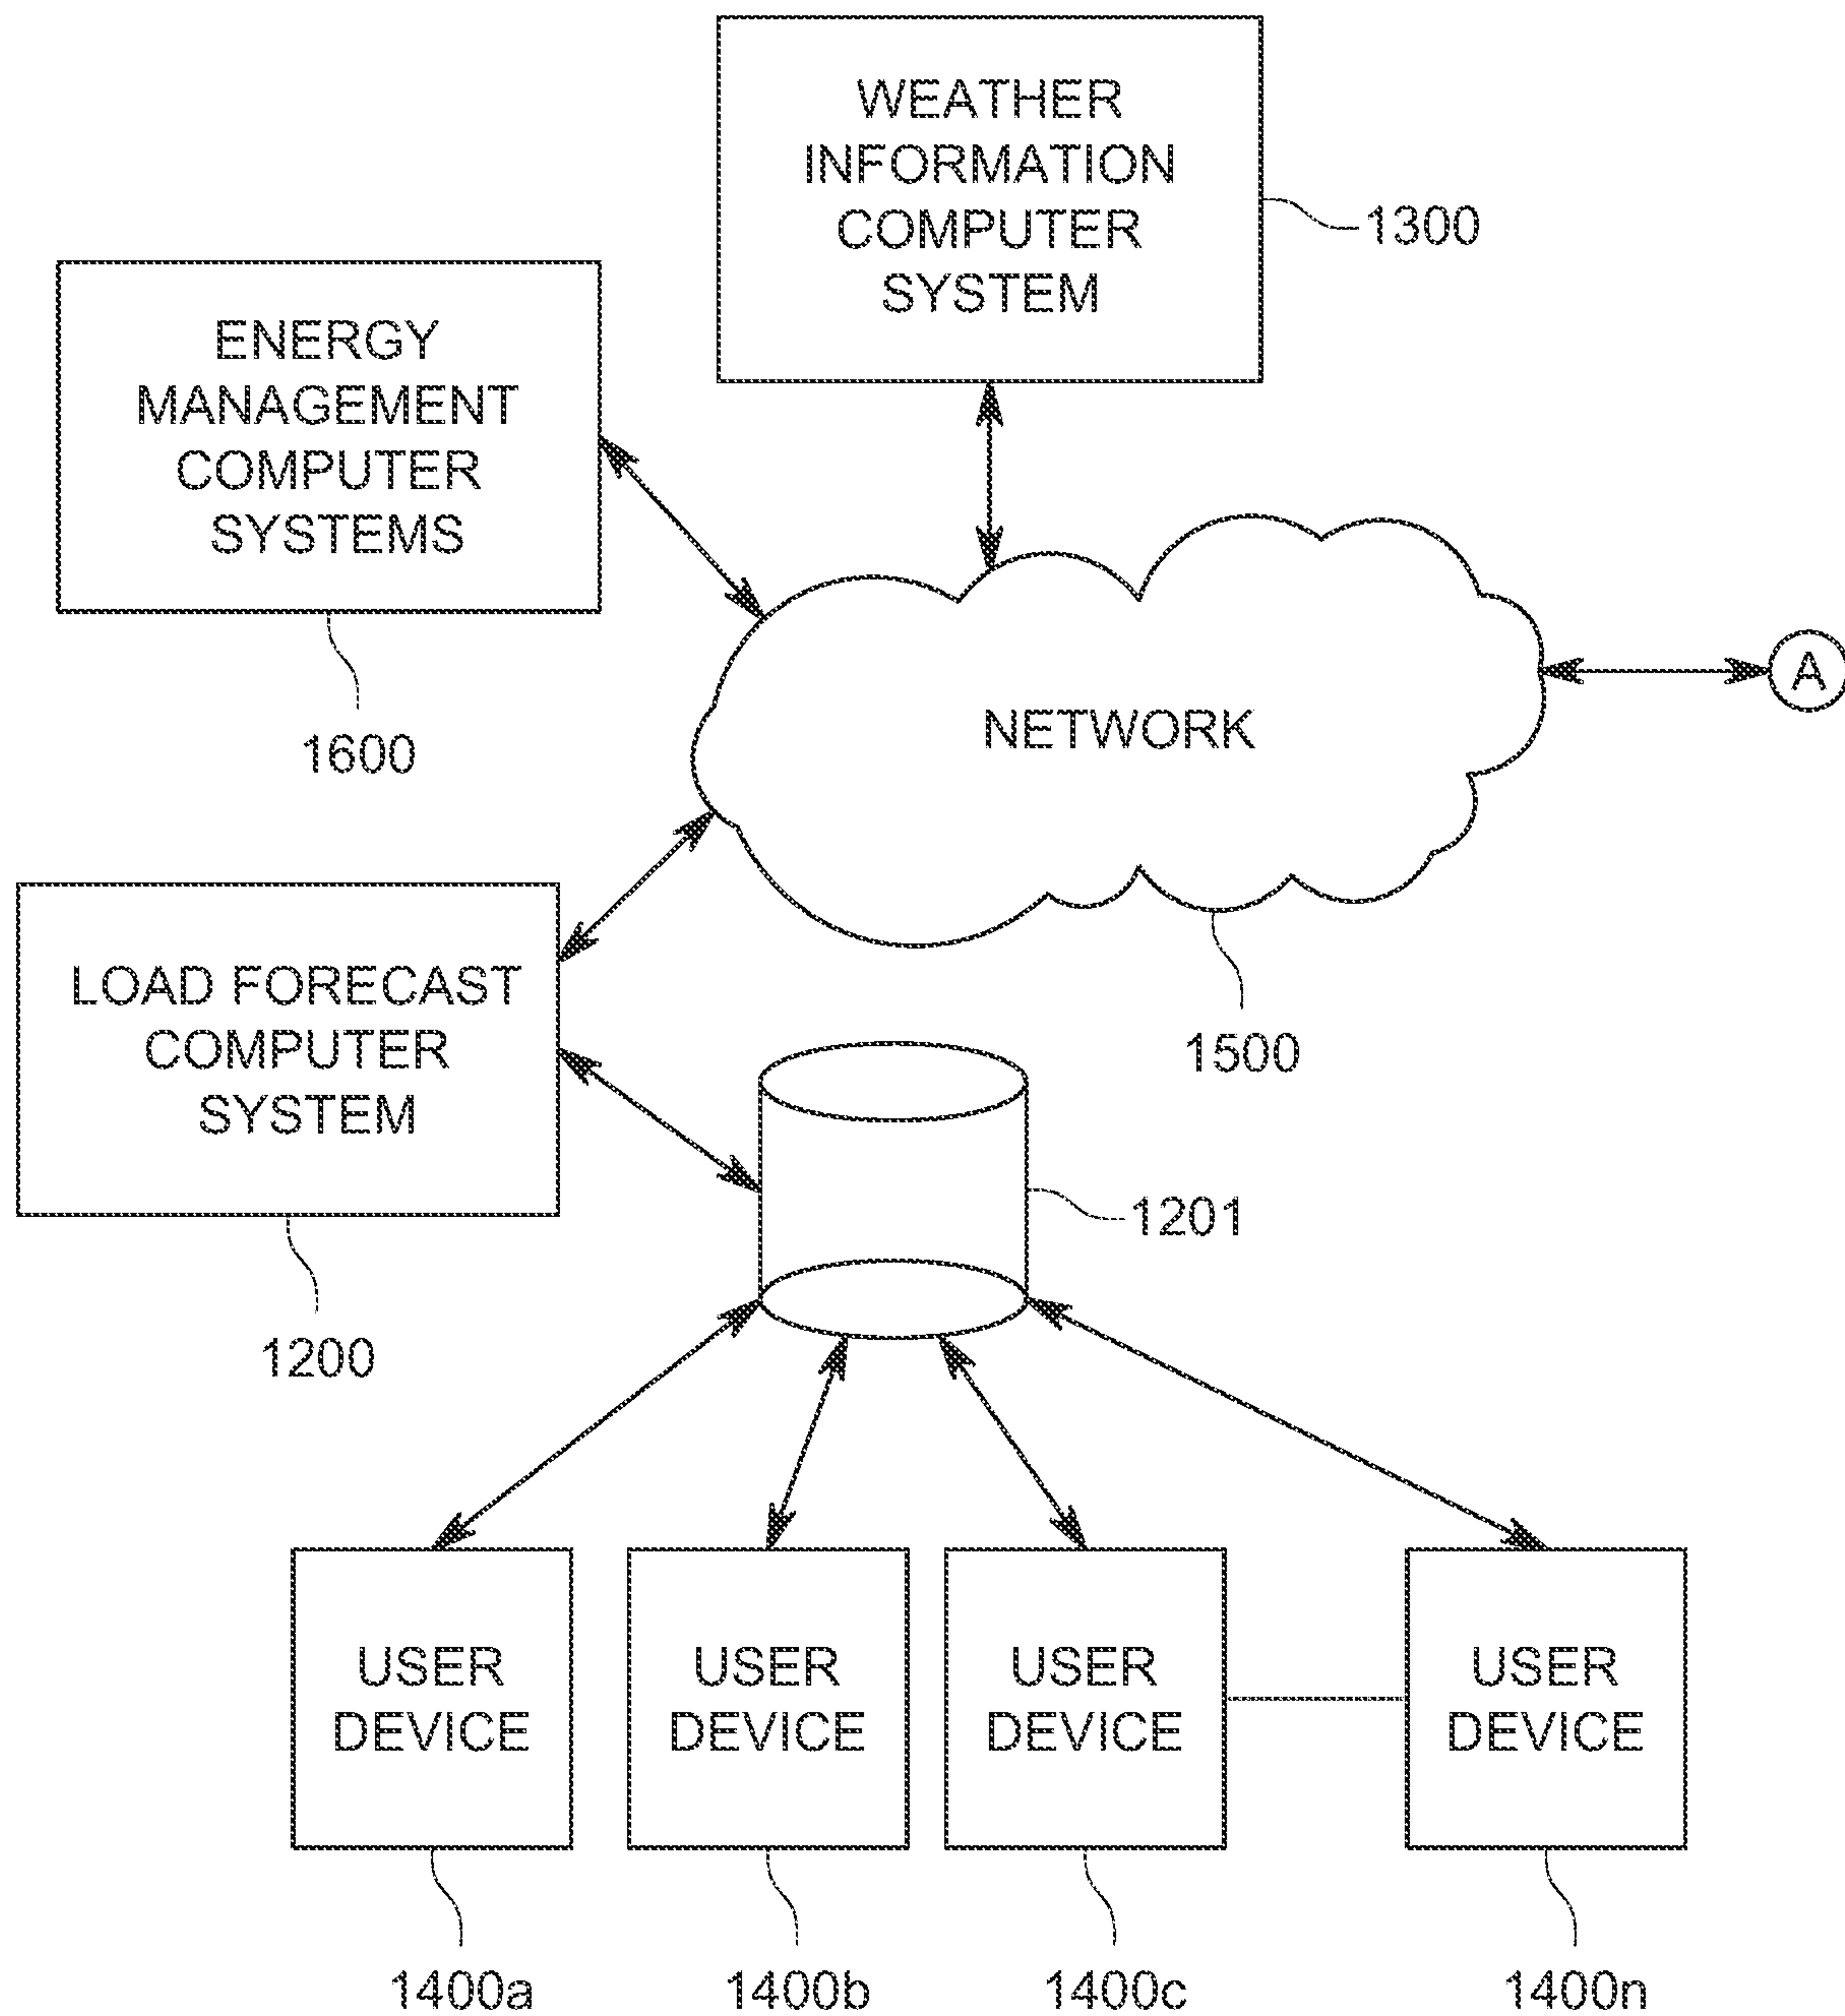 WEATHER
INFORMATION
COMPUTER
SYSTEM
1300
ENERGY
MANAGEMENT
COMPUTER
SYSTEMS
1600
A
NETWORK
1500
LOAD FORECAST
COMPUTER
SYSTEM
1200
1201
USER
DEVICE
USER
DEVICE
USER
DEVICE
USER
DEVICE
1400a
1400b
1400c
1400n